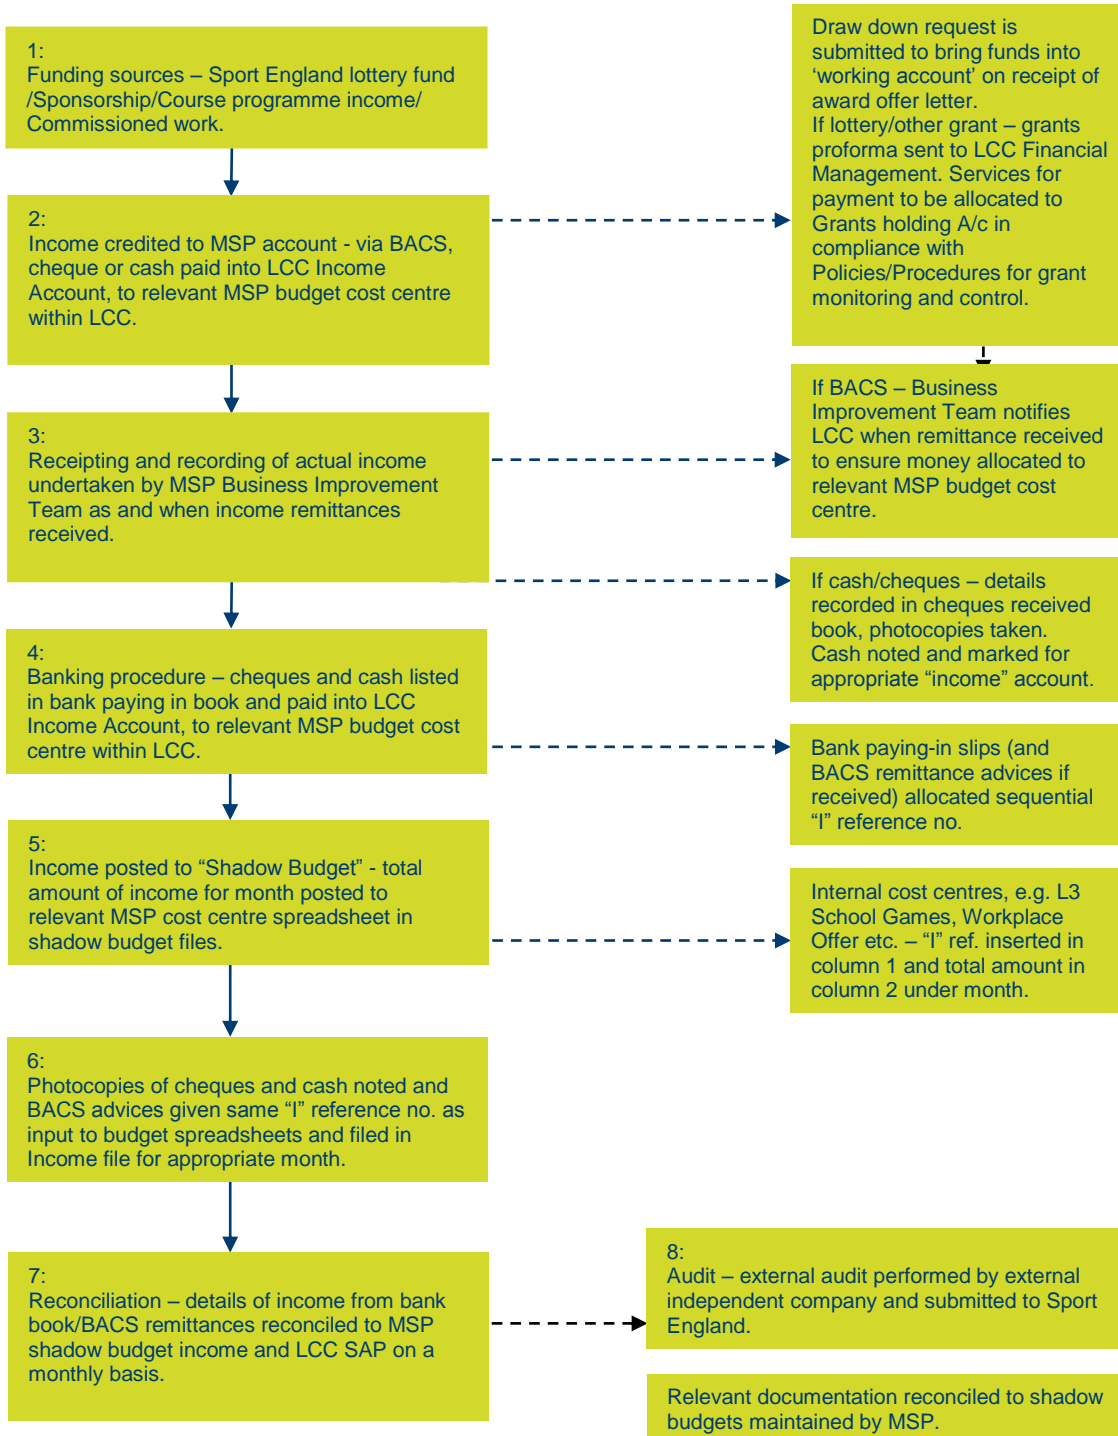 1:
Funding sources – Sport England lottery fund
/Sponsorship/Course programme income/
Commissioned work.
Draw down request is
submitted to bring funds into
‘working account’ on receipt of
award offer letter.
If lottery/other grant – grants
proforma sent to LCC Financial
Management. Services for
payment to be allocated to
Grants holding A/c in
compliance with
Policies/Procedures for grant
monitoring and control.
2:
Income credited to MSP account - via BACS,
cheque or cash paid into LCC Income
Account, to relevant MSP budget cost centre
within LCC.
If BACS – Business
Improvement Team notifies
LCC when remittance received
to ensure money allocated to
relevant MSP budget cost
centre.
3:
Receipting and recording of actual income
undertaken by MSP Business Improvement
Team as and when income remittances
received.
If cash/cheques – details
recorded in cheques received
book, photocopies taken.
Cash noted and marked for
appropriate “income” account.
4:
Banking procedure – cheques and cash listed
in bank paying in book and paid into LCC
Income Account, to relevant MSP budget cost
centre within LCC.
Bank paying-in slips (and
BACS remittance advices if
received) allocated sequential
“I” reference no.
5:
Income posted to “Shadow Budget” - total
amount of income for month posted to
relevant MSP cost centre spreadsheet in
shadow budget files.
Internal cost centres, e.g. L3
School Games, Workplace
Offer etc. – “I” ref. inserted in
column 1 and total amount in
column 2 under month.
6:
Photocopies of cheques and cash noted and
BACS advices given same “I” reference no. as
input to budget spreadsheets and filed in
Income file for appropriate month.
7:
Reconciliation – details of income from bank
book/BACS remittances reconciled to MSP
shadow budget income and LCC SAP on a
monthly basis.
8:
Audit – external audit performed by external
independent company and submitted to Sport
England.
Relevant documentation reconciled to shadow
budgets maintained by MSP.